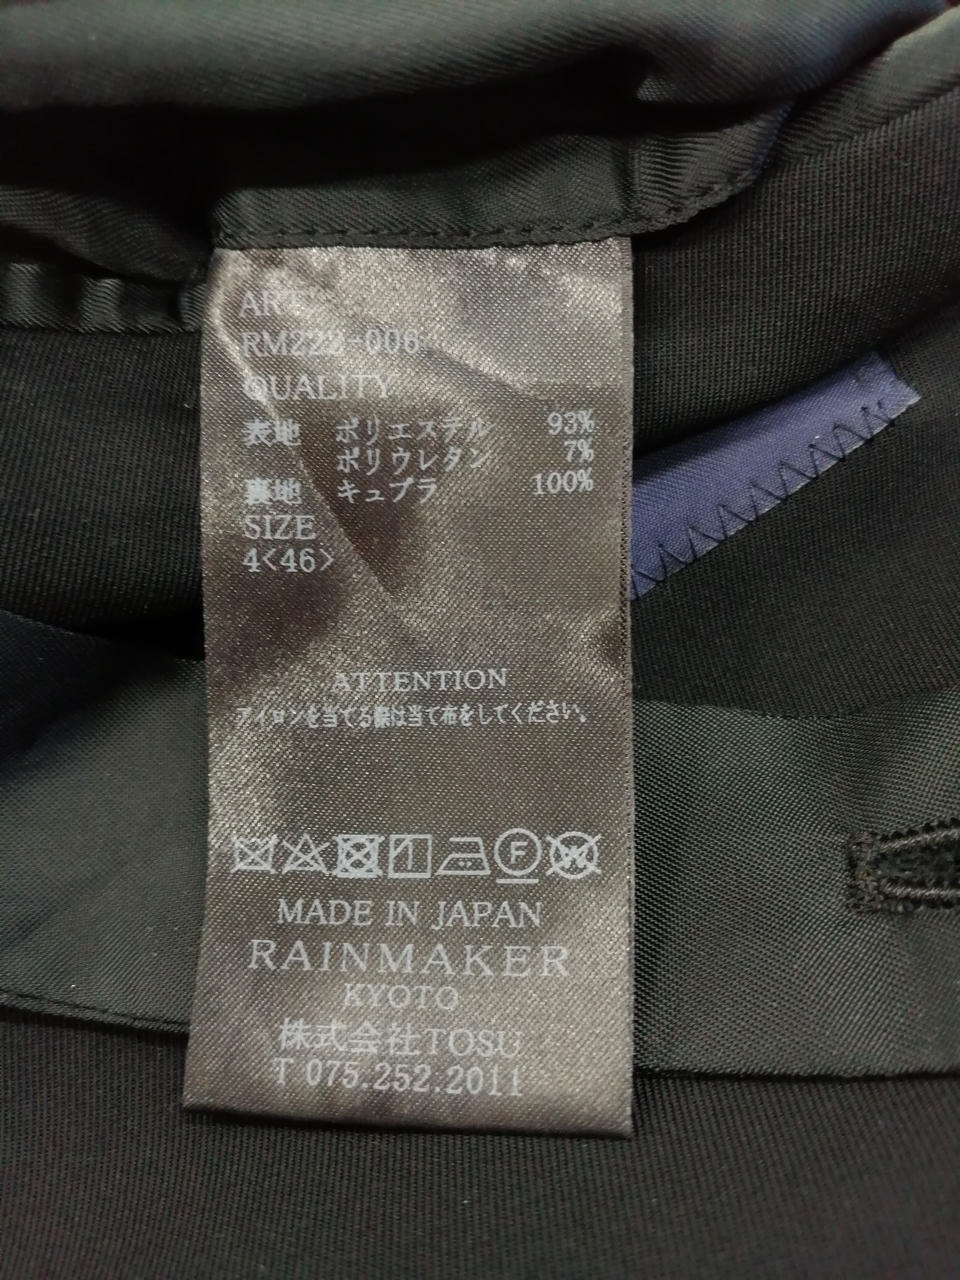 ART
RM222-006
QUALITY
表地 ポリエステル 93%
ポリウレタン 7%
裏地 キュプラ 100%
SIZE
4<46>
ATTENTION
アイロンを当てる際は当て布をしてください。
F W
MADE IN JAPAN
RAINMAKER
KYOTO
株式会社TOSU
T 075.252.2011